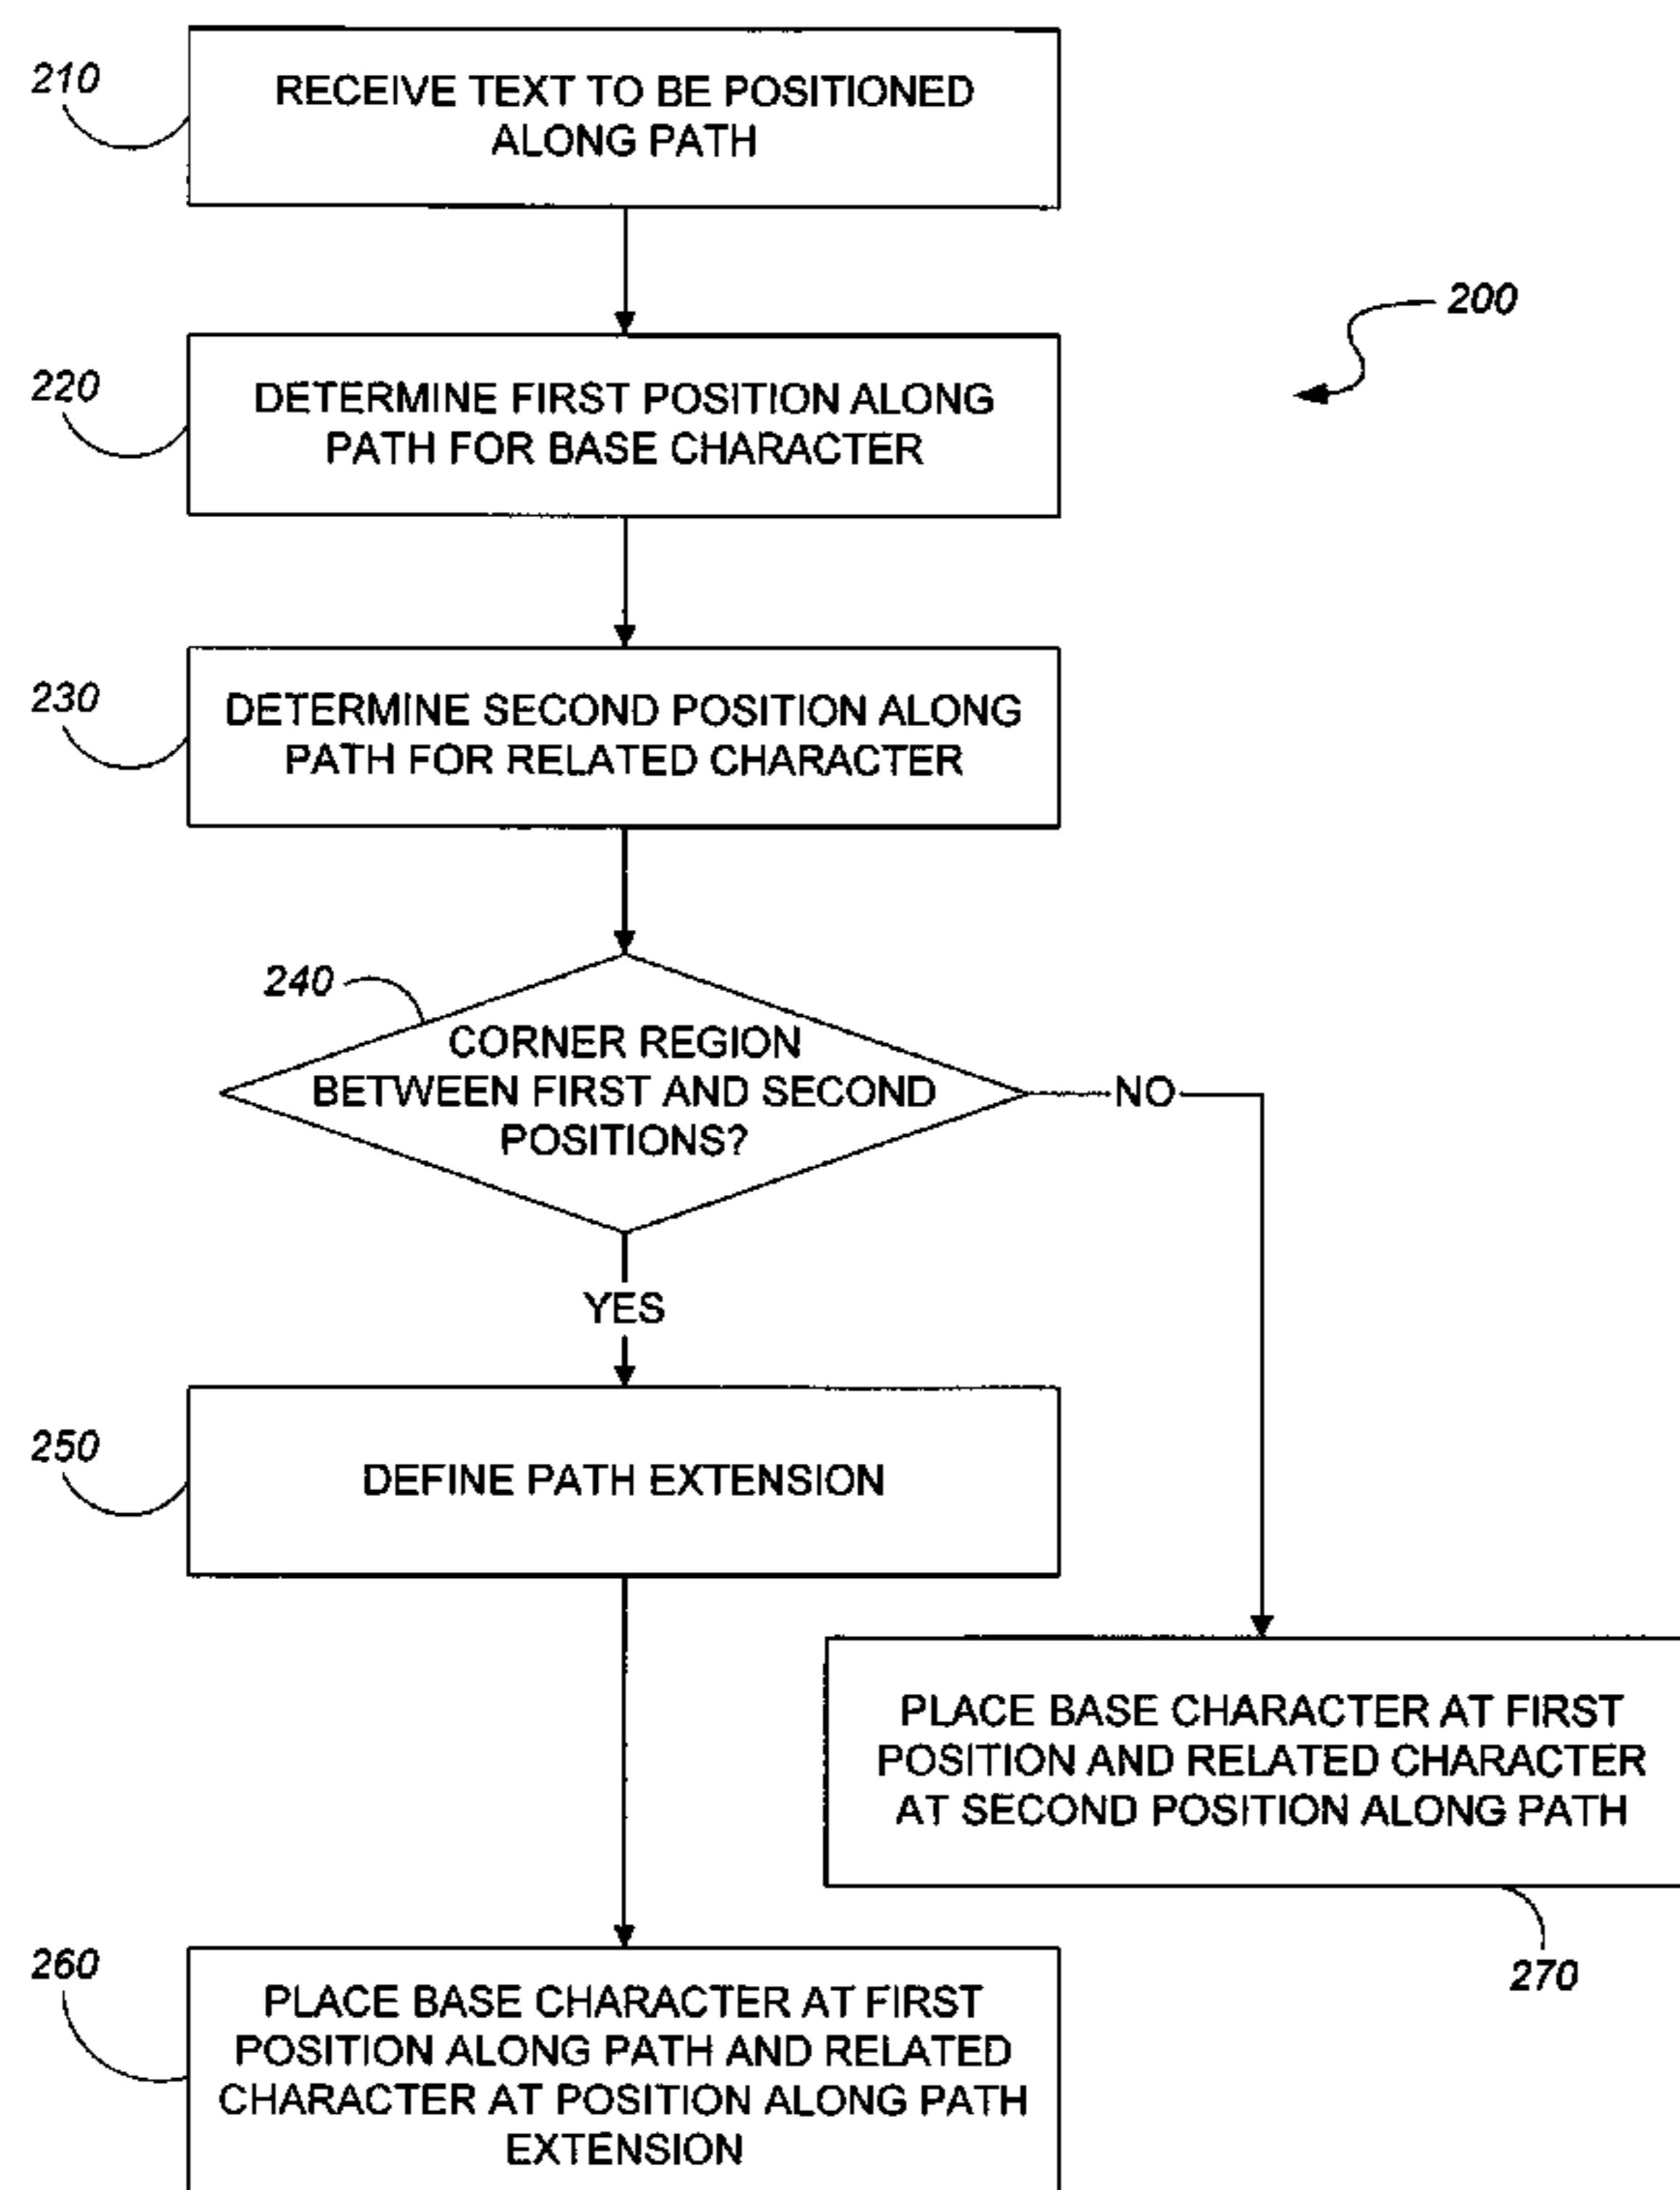 210
RECEIVE TEXT TO BE POSITIONED
ALONG PATH
200
220
DETERMINE FIRST POSITION ALONG
PATH FOR BASE CHARACTER
230
DETERMINE SECOND POSITION ALONG
PATH FOR RELATED CHARACTER
240
CORNER REGION
BETWEEN FIRST AND SECOND
POSITIONS?
NO
YES
250
DEFINE PATH EXTENSION
PLACE BASE CHARACTER AT FIRST
POSITION AND RELATED CHARACTER
AT SECOND POSITION ALONG PATH
270
260
PLACE BASE CHARACTER AT FIRST
POSITION ALONG PATH AND RELATED
CHARACTER AT POSITION ALONG PATH
EXTENSION